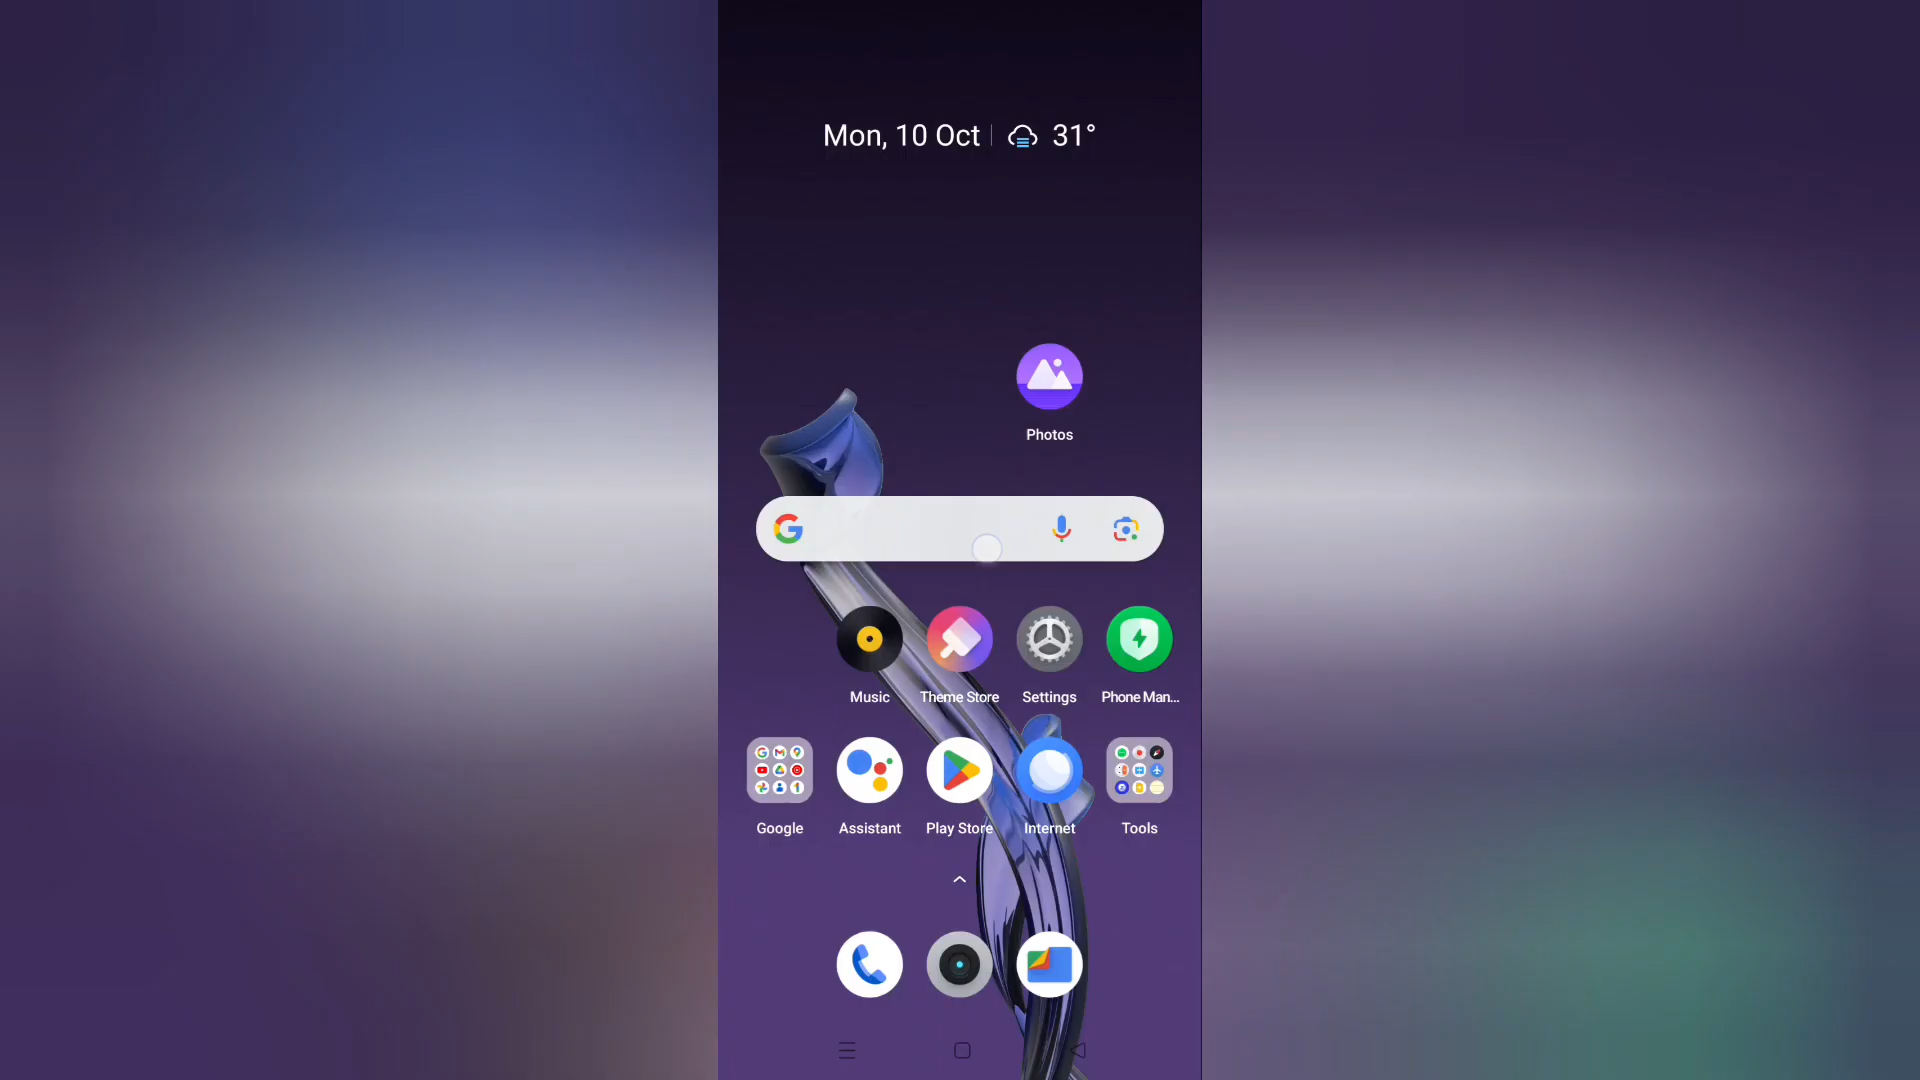 Mon, 10 Oct 31°
Photos
Music Theme Store Settings Phone Man...
Google Assistant Play Store Internet Tools